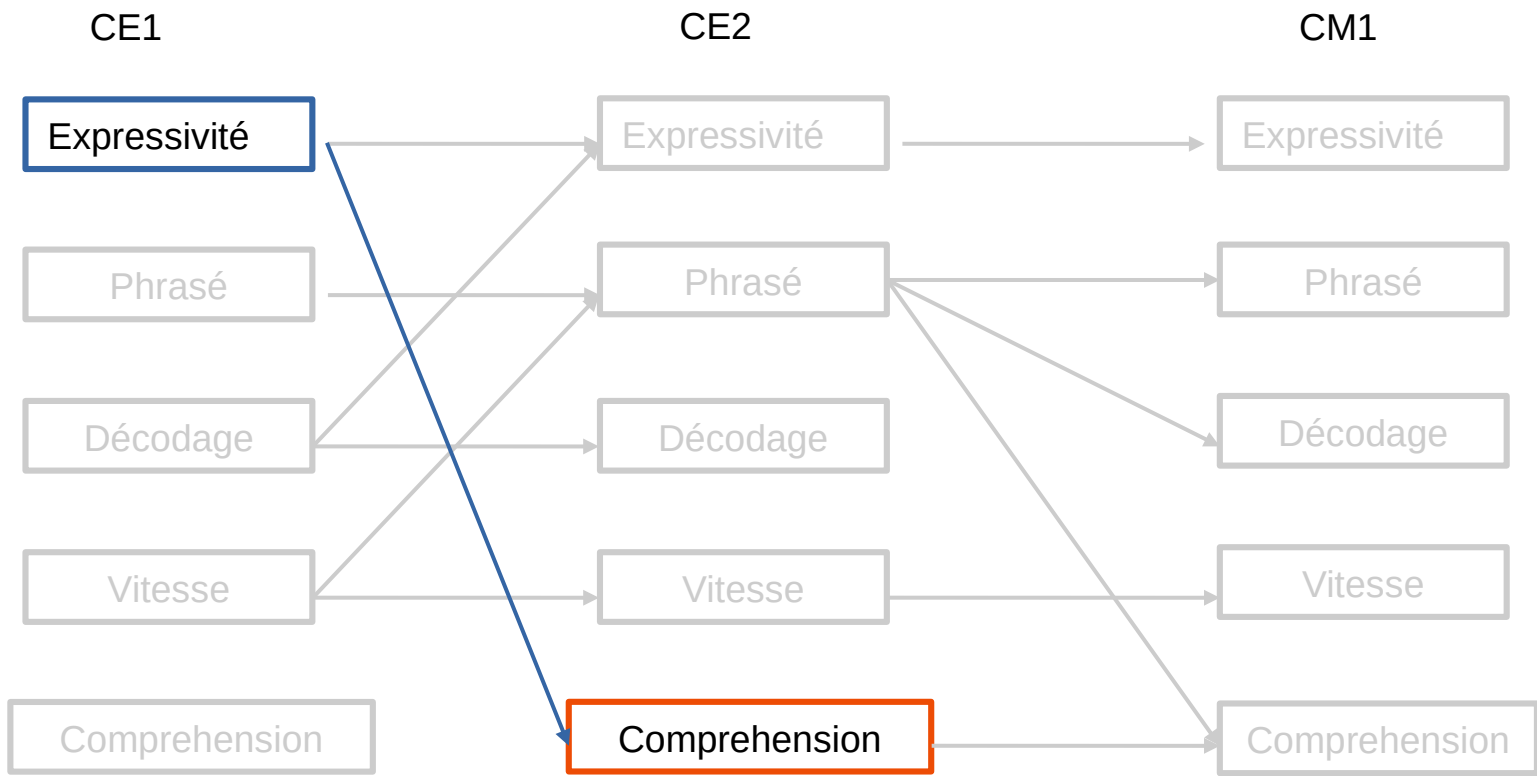 CE1
CE2
CM1
Expressivité
Expressivité
Expressivité
Phrasé
Phrasé
Phrasé
Décodage
Décodage
Décodage
Vitesse
Vitesse
Vitesse
Comprehension
Comprehension
Comprehension